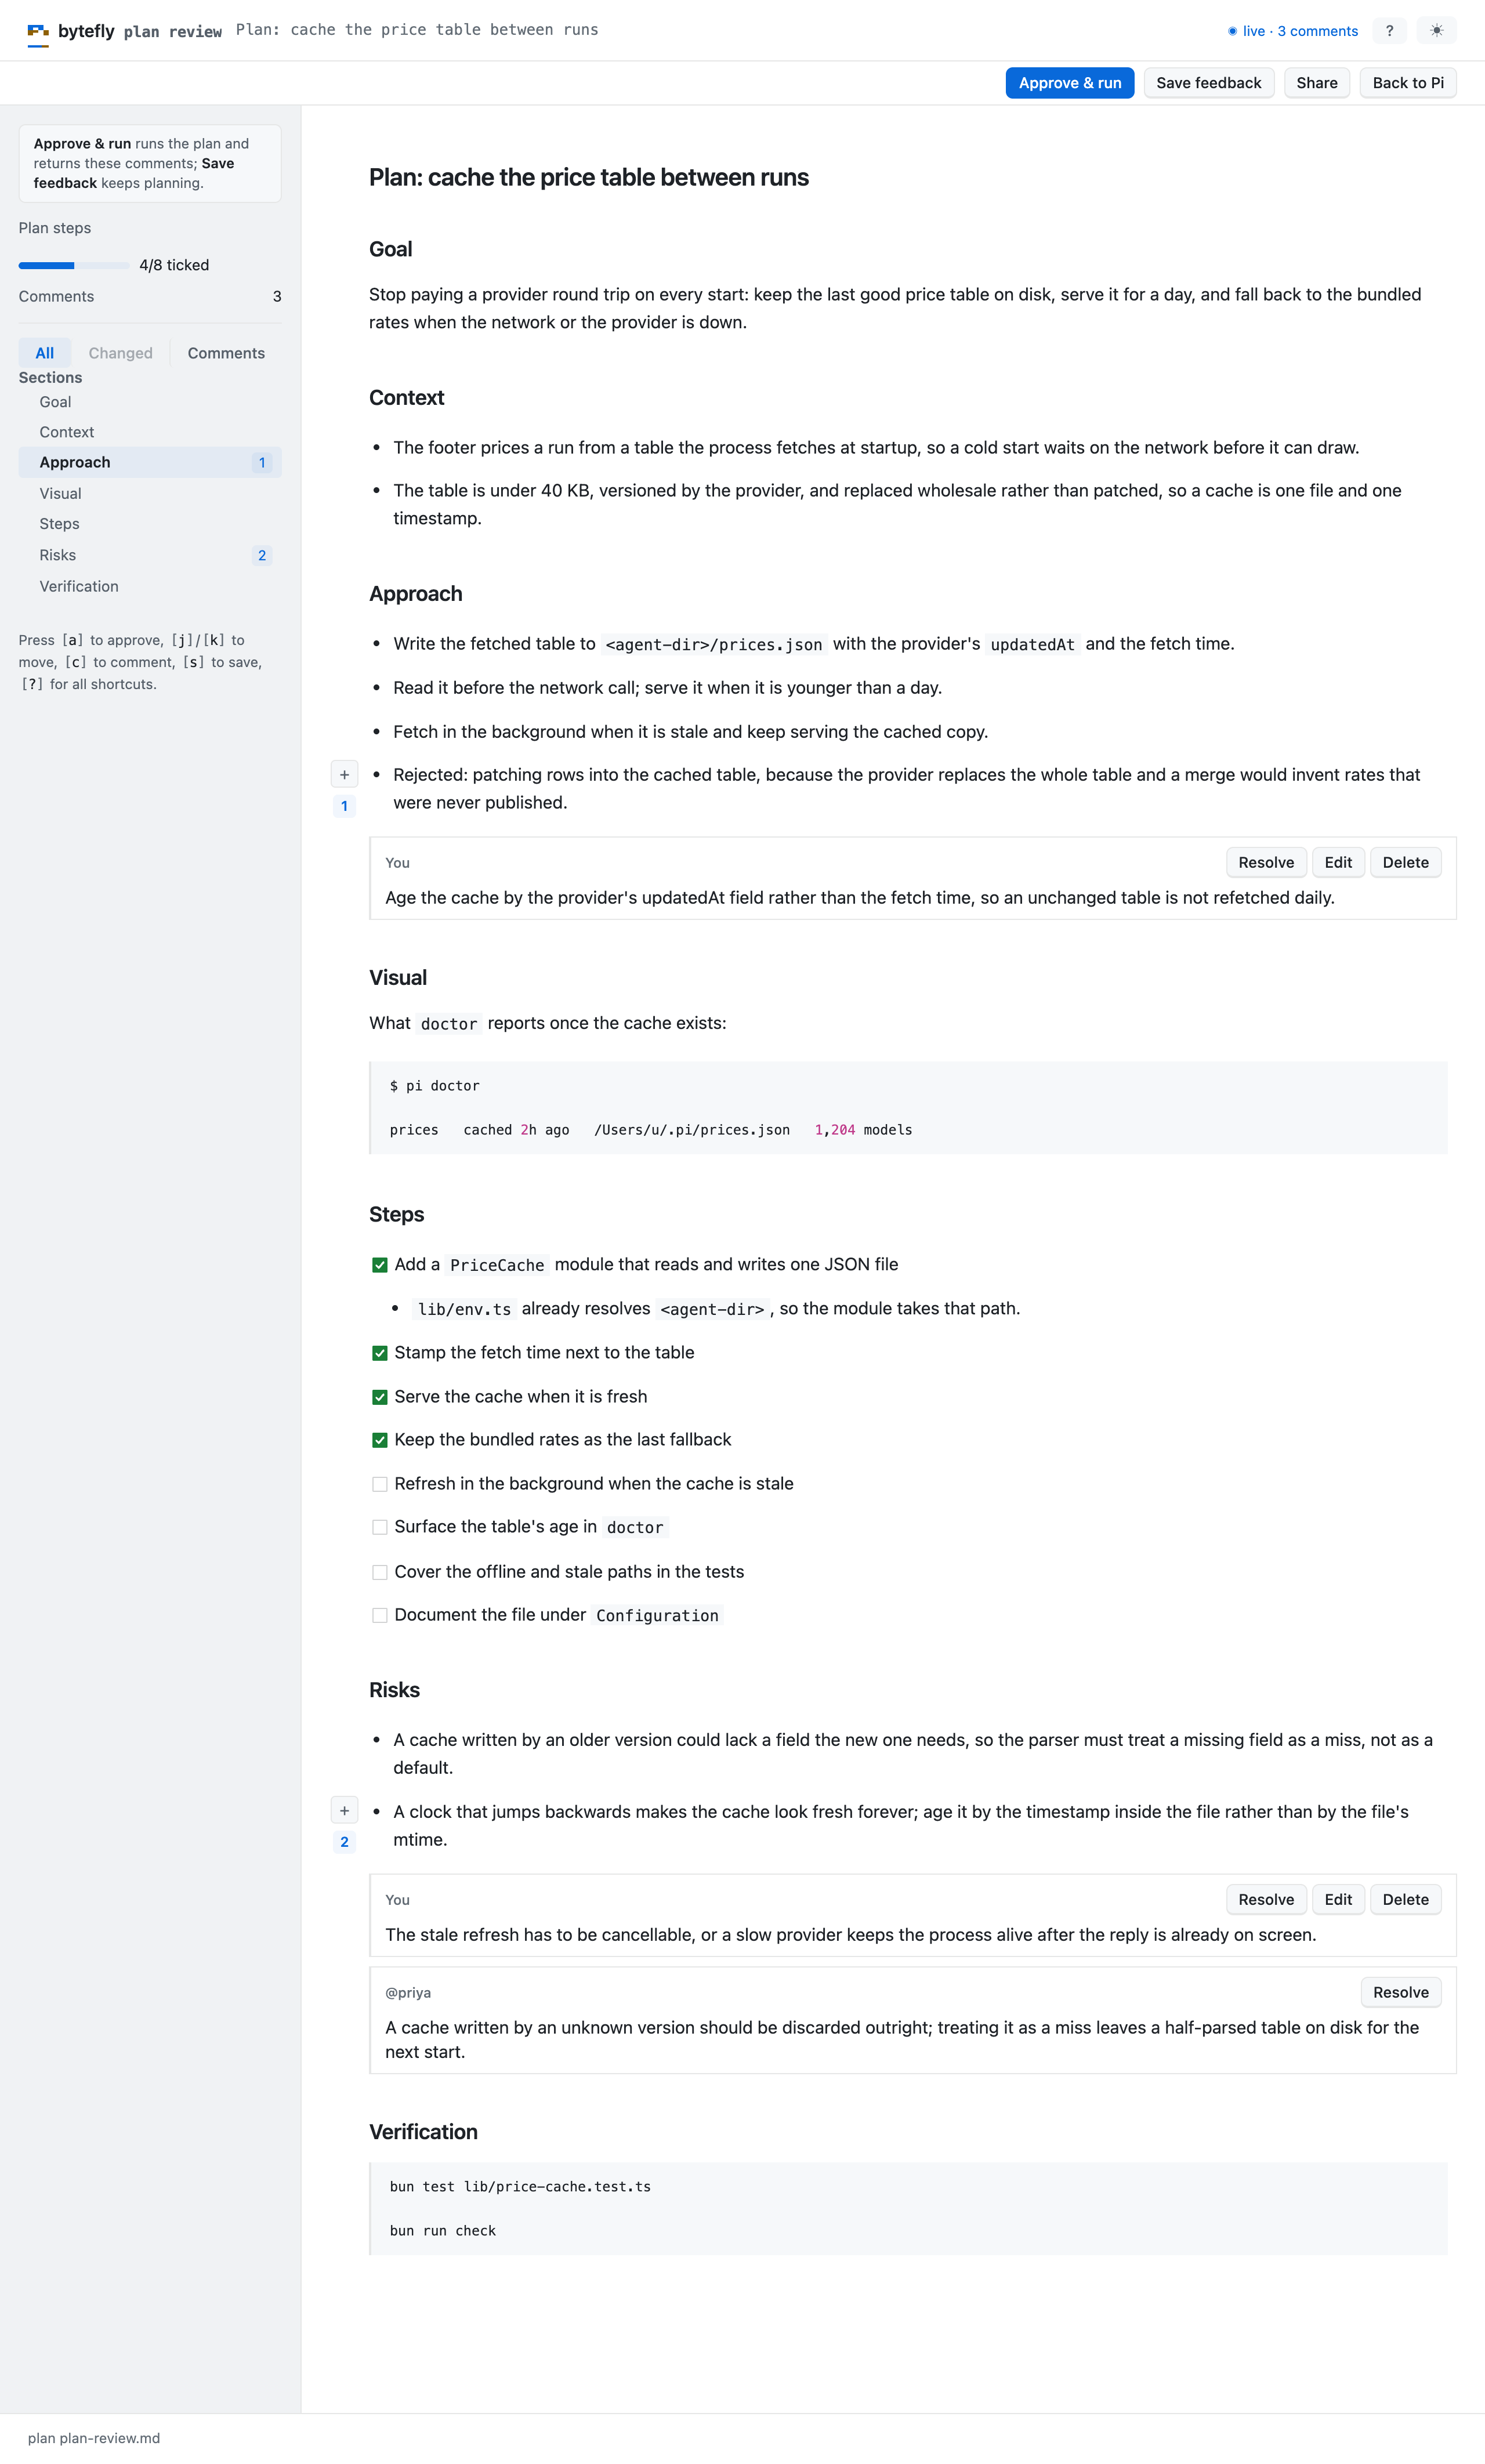 bytefly plan review Plan: cache the price table between runs
live · 3 comments ?
Approve & run Save feedback Share Back to Pi
Approve & run runs the plan and
returns these comments; Save
feedback keeps planning.
Plan steps
4/8 ticked
Comments 3
All Changed Comments
Sections
Goal
Context
Approach 1
Visual
Steps
Risks 2
Verification
Press [a] to approve, [j]/[k] to
move, [c] to comment, [s] to save,
[?] for all shortcuts.
Plan: cache the price table between runs
Goal
Stop paying a provider round trip on every start: keep the last good price table on disk, serve it for a day, and fall back to the bundled
rates when the network or the provider is down.
Context
• The footer prices a run from a table the process fetches at startup, so a cold start waits on the network before it can draw.
• The table is under 40 KB, versioned by the provider, and replaced wholesale rather than patched, so a cache is one file and one
timestamp.
Approach
• Write the fetched table to <agent-dir>/prices.json with the provider's updatedAt and the fetch time.
• Read it before the network call; serve it when it is younger than a day.
• Fetch in the background when it is stale and keep serving the cached copy.
+ • Rejected: patching rows into the cached table, because the provider replaces the whole table and a merge would invent rates that
1 were never published.
You Resolve Edit Delete
Age the cache by the provider's updatedAt field rather than the fetch time, so an unchanged table is not refetched daily.
Visual
What doctor reports once the cache exists:
$ pi doctor
prices cached 2h ago /Users/u/.pi/prices.json 1,204 models
Steps
Add a PriceCache module that reads and writes one JSON file
• lib/env.ts already resolves <agent-dir>, so the module takes that path.
Stamp the fetch time next to the table
Serve the cache when it is fresh
Keep the bundled rates as the last fallback
Refresh in the background when the cache is stale
Surface the table's age in doctor
Cover the offline and stale paths in the tests
Document the file under Configuration
Risks
• A cache written by an older version could lack a field the new one needs, so the parser must treat a missing field as a miss, not as a
default.
+ • A clock that jumps backwards makes the cache look fresh forever; age it by the timestamp inside the file rather than by the file's
2 mtime.
You Resolve Edit Delete
The stale refresh has to be cancellable, or a slow provider keeps the process alive after the reply is already on screen.
@priya Resolve
A cache written by an unknown version should be discarded outright; treating it as a miss leaves a half-parsed table on disk for the
next start.
Verification
bun test lib/price-cache.test.ts
bun run check
plan plan-review.md